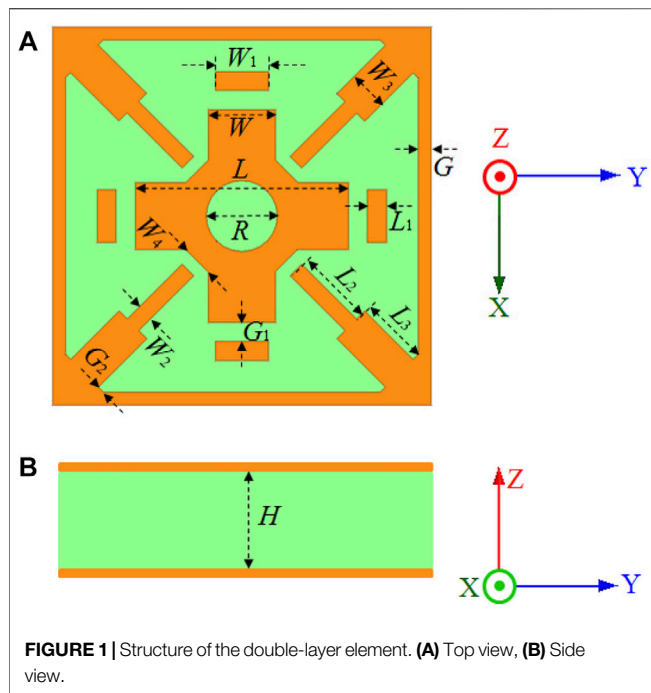 A
W1
W3
W
G
L
L1
R
W4
L2
L3
G1
W2
G2
Z
Y
X
B
H
Z
X
Y
FIGURE 1 | Structure of the double-layer element. (A) Top view, (B) Side
view.